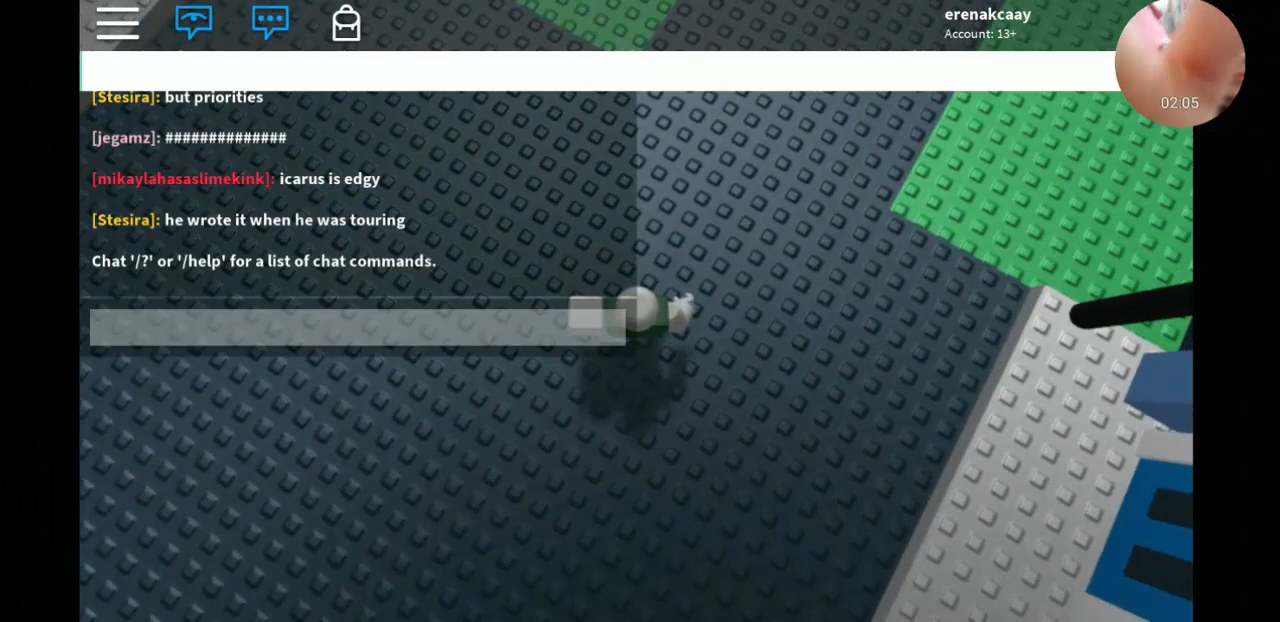 erenakcaay
Account: 13+
02:05
[Stesira]: but priorities
[jegamz]: ##############
[mikaylahasaslimekink]: icarus is edgy
[Stesira]: he wrote it when he was touring
Chat '/?' or '/help' for a list of chat commands.